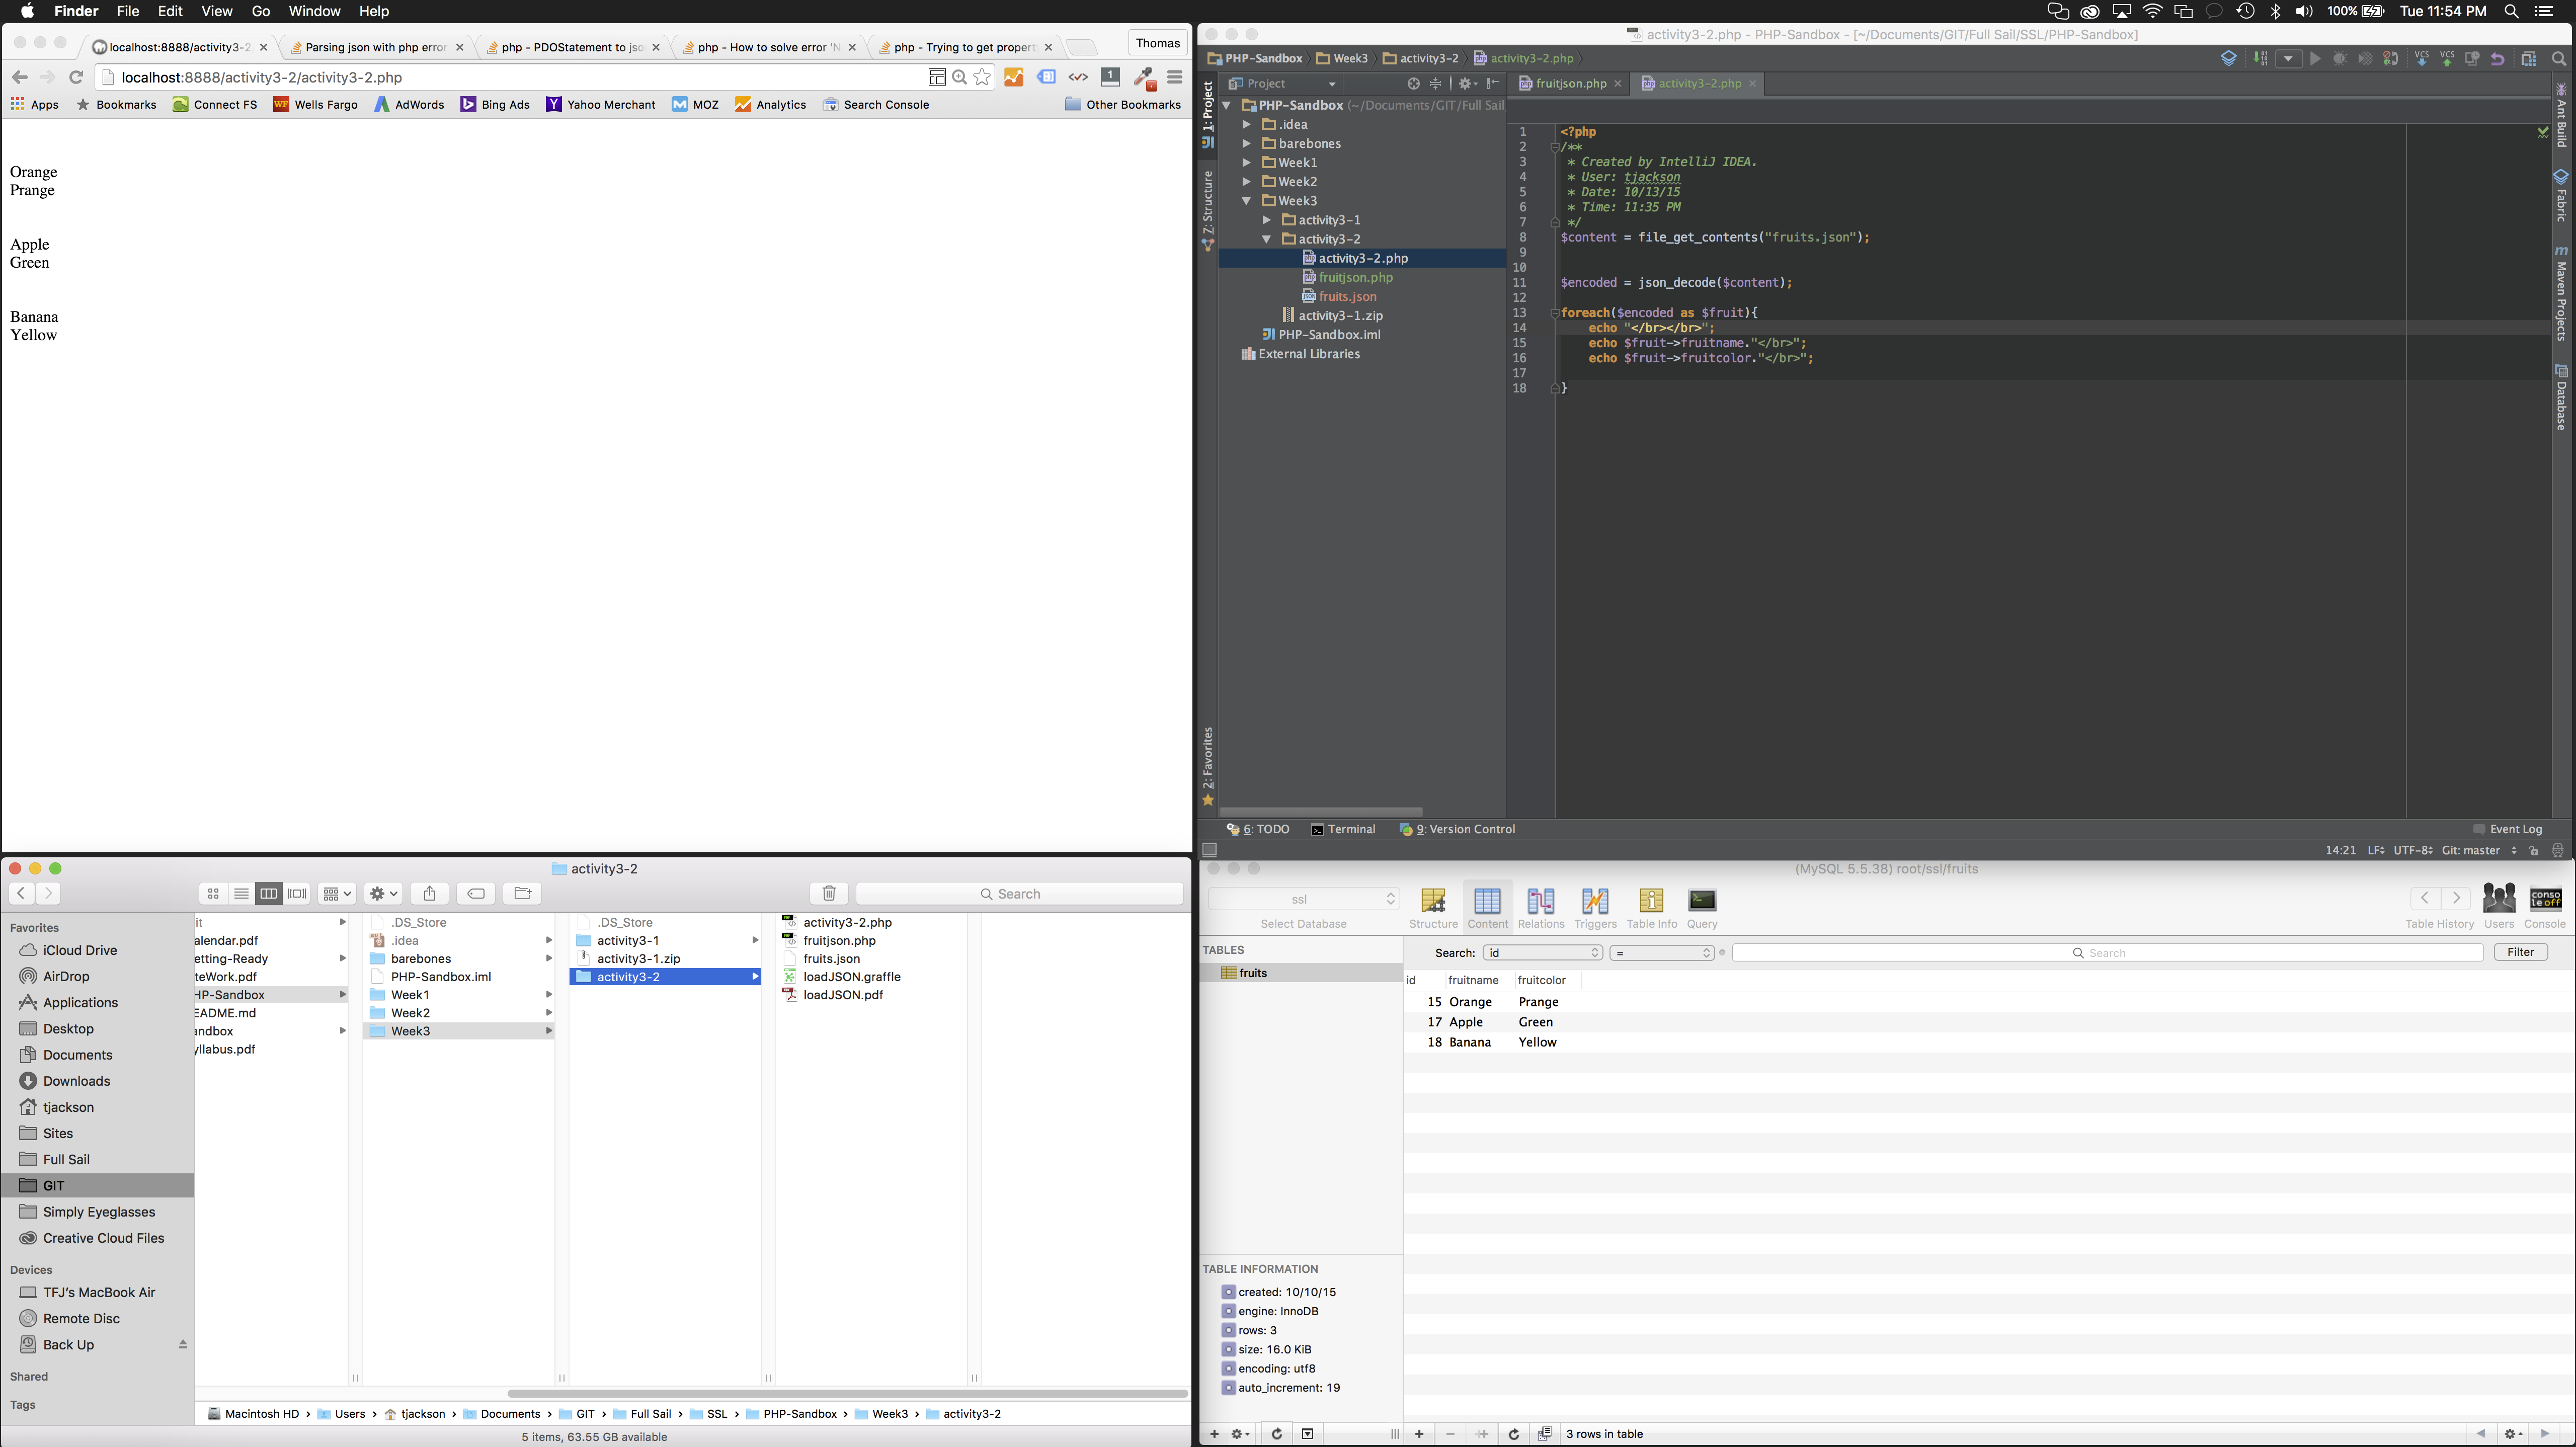 Finder File Edit View Go Window Help
100% Tue 11:54 PM
localhost:8888/activity3-2.
Parsing json with php error
php - PDOStatement to jso
php - How to solve error 'N
php - Trying to get propert
Thomas
localhost:8888/activity3-2/activity3-2.php
1
Apps Bookmarks Connect FS Wells Fargo AdWords Bing Ads Yahoo Merchant MOZ Analytics Search Console Other Bookmarks
Orange
Prange
Apple
Green
Banana
Yellow
activity3-2.php - PHP-Sandbox - [~/Documents/GIT/Full Sail/SSL/PHP-Sandbox]
PHP-Sandbox Week3 activity3-2 activity3-2.php
VCS VCS
Project
fruitjson.php activity3-2.php
1: Project
Z: Structure
2: Favorites
PHP-Sandbox (~/Documents/GIT/Full Sail
.idea
barebones
Week1
Week2
Week3
activity3-1
activity3-2
activity3-2.php
fruitjson.php
fruits.json
activity3-1.zip
PHP-Sandbox.iml
External Libraries
1 <?php
2 /**
3 * Created by IntelliJ IDEA.
4 * User: tjackson
5 * Date: 10/13/15
6 * Time: 11:35 PM
7 */
8 $content = file_get_contents("fruits.json");
9
10
11 $encoded = json_decode($content);
12
13 foreach($encoded as $fruit){
14 echo "</br></br>";
15 echo $fruit->fruitname."</br>";
16 echo $fruit->fruitcolor."</br>";
17
18 }
Ant Build
Fabric
m Maven Projects
Database
6: TODO Terminal 9: Version Control Event Log
14:21 LF UTF-8 Git: master
activity3-2
Search
Favorites
iCloud Drive
AirDrop
Applications
Desktop
Documents
Downloads
tjackson
Sites
Full Sail
GIT
Simply Eyeglasses
Creative Cloud Files
Devices
TFJ's MacBook Air
Remote Disc
Back Up
Shared
Tags
it
alendar.pdf
etting-Ready
teWork.pdf
HP-Sandbox
EADME.md
andbox
yllabus.pdf
.DS_Store
.idea
barebones
PHP-Sandbox.iml
Week1
Week2
Week3
.DS_Store
activity3-1
activity3-1.zip
activity3-2
activity3-2.php
fruitjson.php
fruits.json
loadJSON.graffle
loadJSON.pdf
Macintosh HD › Users › tjackson › Documents › GIT › Full Sail › SSL › PHP-Sandbox › Week3 › activity3-2
5 items, 63.55 GB available
(MySQL 5.5.38) root/ssl/fruits
ssl
Select Database
Structure Content Relations Triggers Table Info Query
Table History Users Console
conso
le off
TABLES
fruits
Search: id = Search Filter
id fruitname fruitcolor
15 Orange Prange
17 Apple Green
18 Banana Yellow
TABLE INFORMATION
created: 10/10/15
engine: InnoDB
rows: 3
size: 16.0 KiB
encoding: utf8
auto_increment: 19
3 rows in table